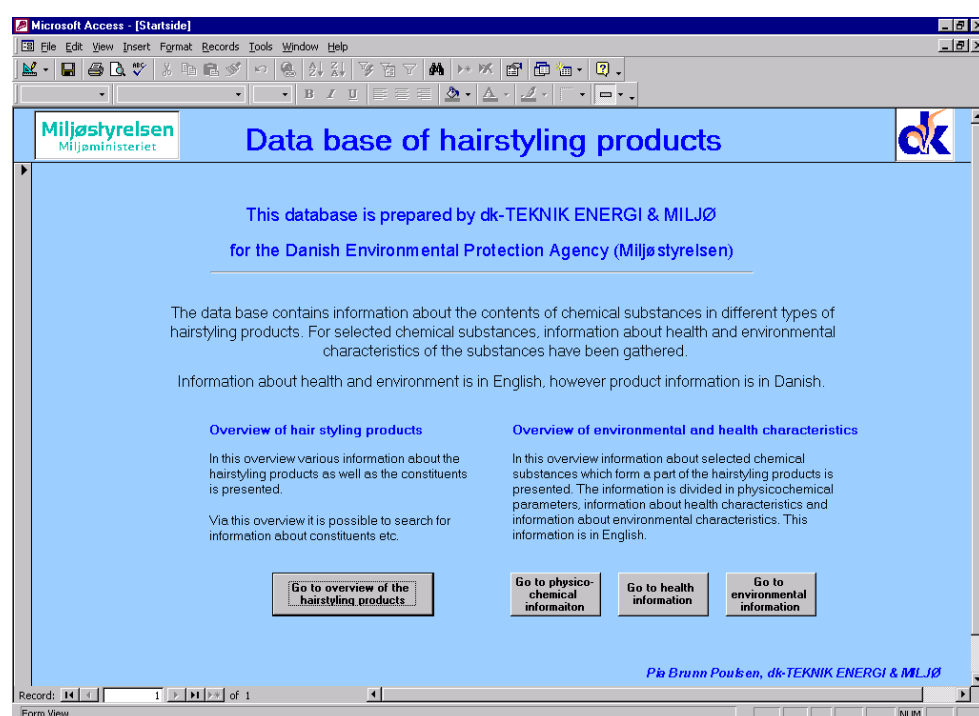 Microsoft Access - [Startside]
File Edit View Insert Format Records Tools Window Help
B I U
Miljøstyrelsen
Miljøministeriet
Data base of hairstyling products
dk
This database is prepared by dk-TEKNIK ENERGI & MILJØ
for the Danish Environmental Protection Agency (Miljøstyrelsen)
The data base contains information about the contents of chemical substances in different types of
hairstyling products. For selected chemical substances, information about health and environmental
characteristics of the substances have been gathered.
Information about health and environment is in English, however product information is in Danish.
Overview of hair styling products
In this overview various information about the
hairstyling products as well as the constituents
is presented.
Via this overview it is possible to search for
information about constituents etc.
Go to overview of the
hairstyling products
Overview of environmental and health characteristics
In this overview information about selected chemical
substances which form a part of the hairstyling products is
presented. The information is divided in physicochemical
parameters, information about health characteristics and
information about environmental characteristics. This
information is in English.
Go to physico-
chemical
informaiton
Go to health
information
Go to
environmental
information
Pia Brunn Poulsen, dk-TEKNIK ENERGI & MILJØ
Record: 1 of 1
Form View NUM